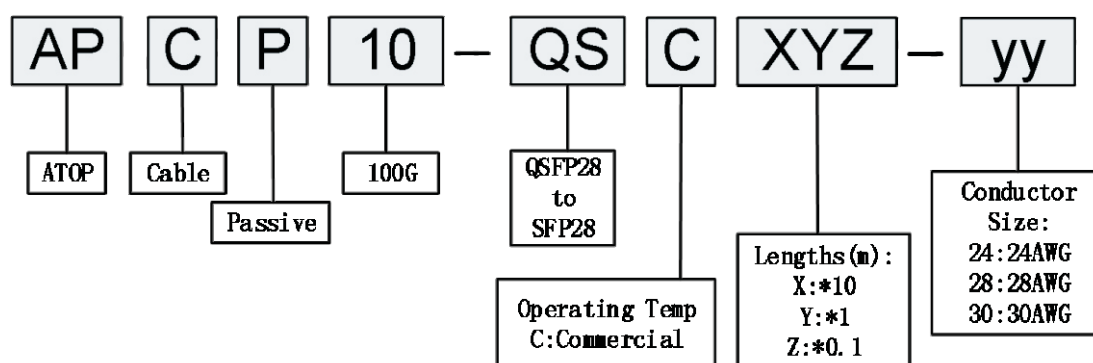 AP C P 10 – QS C XYZ – yy
ATOP
Cable
Passive
100G
QSFP28
to
SFP28
Operating Temp
C:Commercial
Lengths(m):
X:*10
Y:*1
Z:*0.1
Conductor
Size:
24:24AWG
28:28AWG
30:30AWG